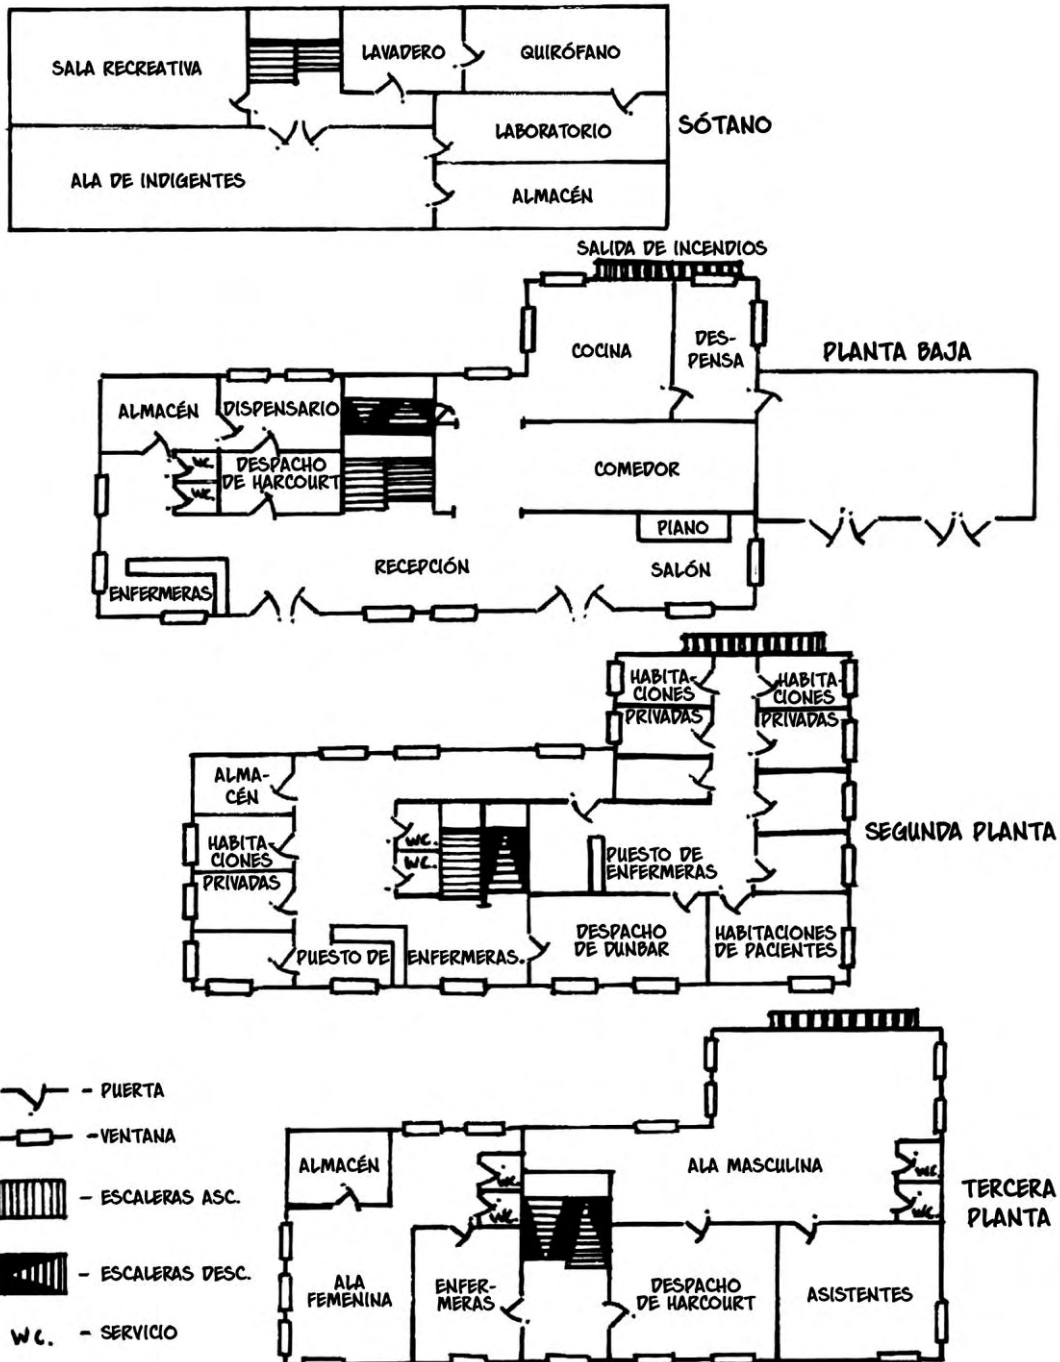 SALA RECREATIVA
LAVADERO
QUIRÓFANO
LABORATORIO
SÓTANO
ALA DE INDIGENTES
ALMACÉN
SALIDA DE INCENDIOS
COCINA
DES-
PENSA
PLANTA BAJA
ALMACÉN
DISPENSARIO
WC.
WC.
DESPACHO
DE HARCOURT
COMEDOR
PIANO
RECEPCIÓN
SALÓN
ENFERMERAS
HABITA-
CIONES
PRIVADAS
HABITA-
CIONES
PRIVADAS
ALMA-
CÉN
HABITA-
CIONES
PRIVADAS
WC.
WC.
PUESTO DE
ENFERMERAS
SEGUNDA PLANTA
PUESTO DE ENFERMERAS.
DESPACHO
DE DUNBAR
HABITACIONES
DE PACIENTES
- PUERTA
- VENTANA
- ESCALERAS ASC.
- ESCALERAS DESC.
WC. - SERVICIO
ALMACÉN
WC.
WC.
ALA MASCULINA
WC.
WC.
TERCERA
PLANTA
ALA
FEMENINA
ENFER-
MERAS
DESPACHO
DE HARCOURT
ASISTENTES